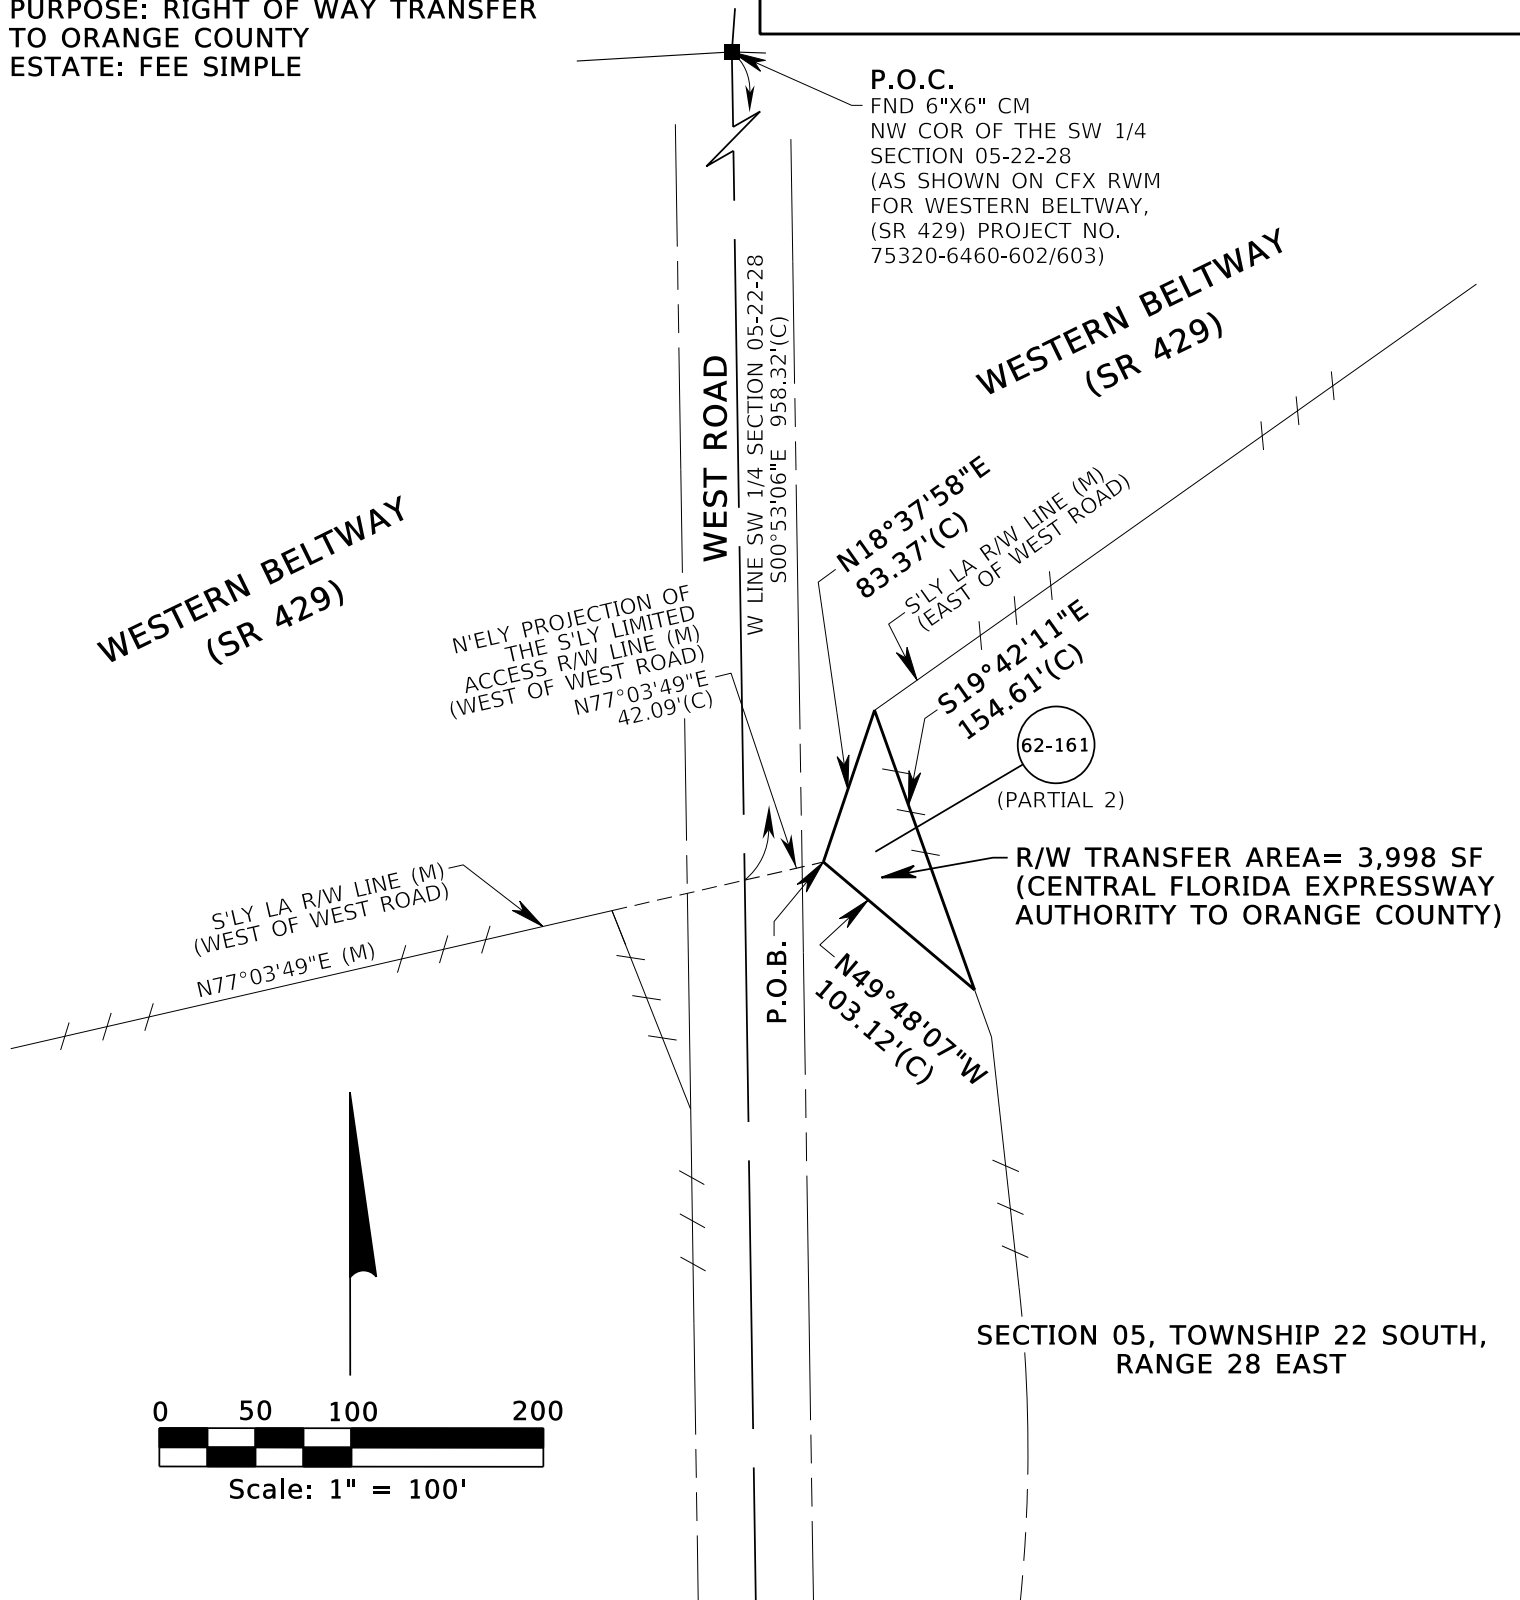 PURPOSE: RIGHT OF WAY TRANSFER
TO ORANGE COUNTY
ESTATE: FEE SIMPLE
P.O.C.
FND 6"X6" CM
NW COR OF THE SW 1/4
SECTION 05-22-28
(AS SHOWN ON CFX RWM
FOR WESTERN BELTWAY,
(SR 429) PROJECT NO.
75320-6460-602/603)
WESTERN BELTWAY
(SR 429)
WEST ROAD
W LINE SW 1/4 SECTION 05-22-28
S00°53'06"E 958.32'(C)
N18°37'58"E
83.37'(C)
S'LY LA R/W LINE (M)
(EAST OF WEST ROAD)
WESTERN BELTWAY
(SR 429)
N'ELY PROJECTION OF
THE S'LY LIMITED
ACCESS R/W LINE (M)
(WEST OF WEST ROAD)
N77°03'49"E
42.09'(C)
S19°42'11"E
154.61'(C)
62-161
(PARTIAL 2)
R/W TRANSFER AREA= 3,998 SF
(CENTRAL FLORIDA EXPRESSWAY
AUTHORITY TO ORANGE COUNTY)
S'LY LA R/W LINE (M)
(WEST OF WEST ROAD)
N77°03'49"E (M)
P.O.B.
N49°48'07"W
103.12'(C)
SECTION 05, TOWNSHIP 22 SOUTH,
RANGE 28 EAST
0 50 100 200
Scale: 1" = 100'